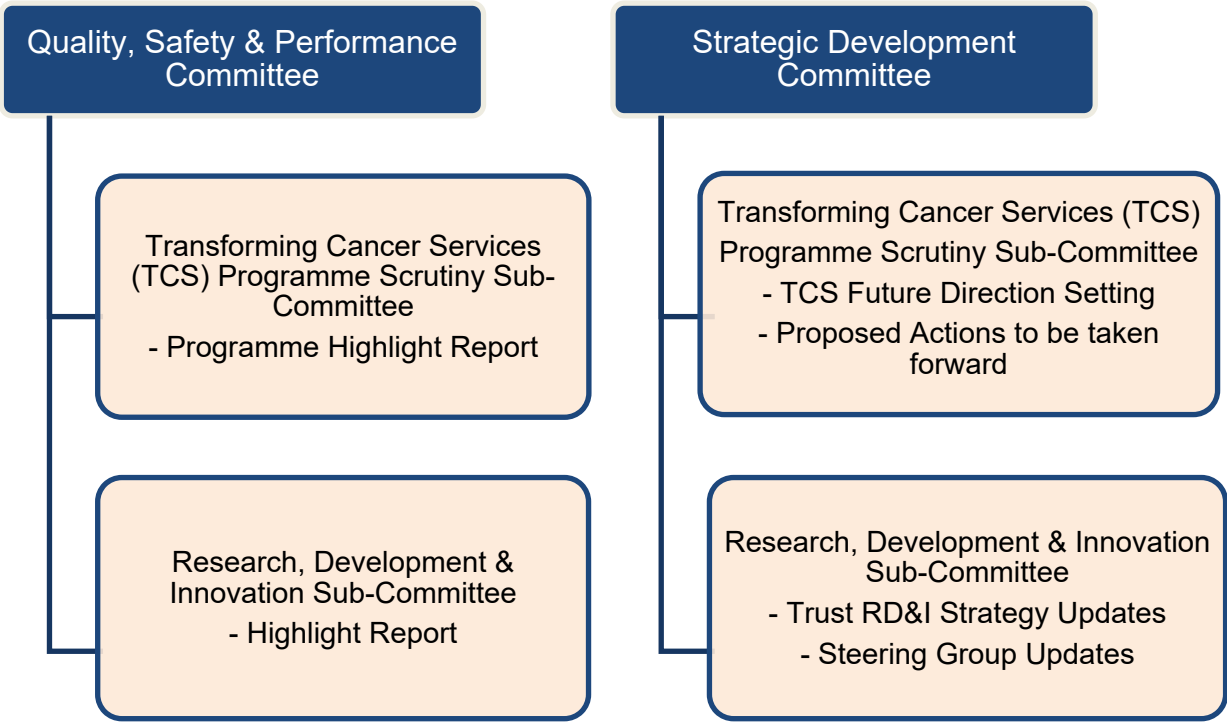 Quality, Safety & Performance
Committee
Transforming Cancer Services
(TCS) Programme Scrutiny Sub-
Committee
- Programme Highlight Report
Research, Development &
Innovation Sub-Committee
- Highlight Report
Strategic Development
Committee
Transforming Cancer Services (TCS)
Programme Scrutiny Sub-Committee
- TCS Future Direction Setting
- Proposed Actions to be taken
forward
Research, Development & Innovation
Sub-Committee
- Trust RD&I Strategy Updates
- Steering Group Updates